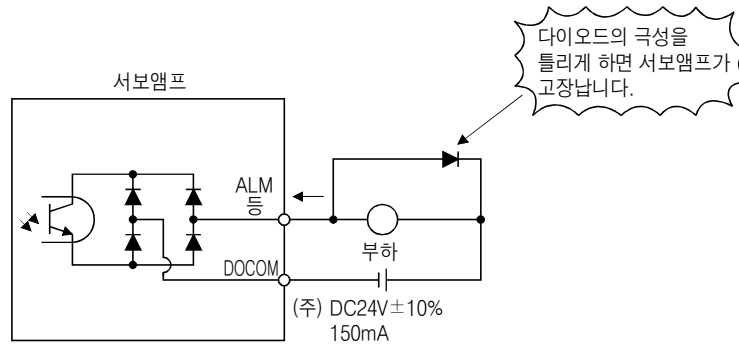 다이오드의 극성을
틀리게 하면 서보앰프가
고장납니다.
서보앰프
ALM
등
부하
DOCOM
(주) DC24V±10%
150mA